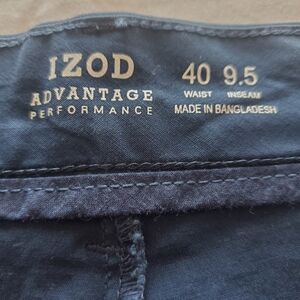 IZOD
ADVANTAGE
PERFORMANCE
40 9.5
WAIST INSEAM
MADE IN BANGLADESH